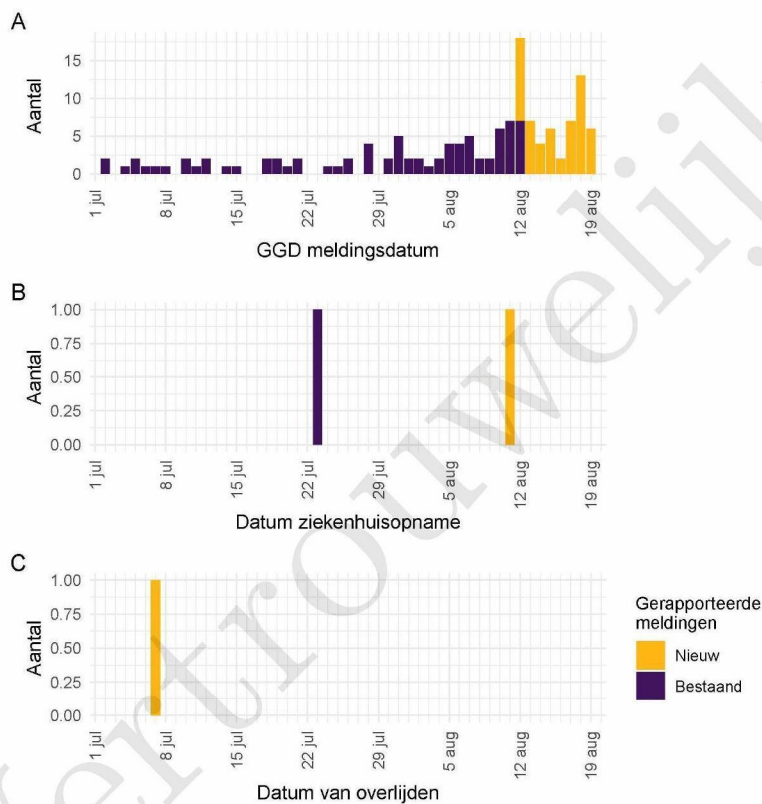 A
Aantal
15
10
5
0
1 jul
8 jul
15 jul
22 jul
29 jul
5 aug
12 aug
19 aug
GGD meldingsdatum
B
Aantal
1.00
0.75
0.50
0.25
0.00
1 jul
8 jul
15 jul
22 jul
29 jul
5 aug
12 aug
19 aug
Datum ziekenhuisopname
C
Aantal
1.00
0.75
0.50
0.25
0.00
1 jul
8 jul
15 jul
22 jul
29 jul
5 aug
12 aug
19 aug
Datum van overlijden
Gerapporteerde
meldingen
Nieuw
Bestaand